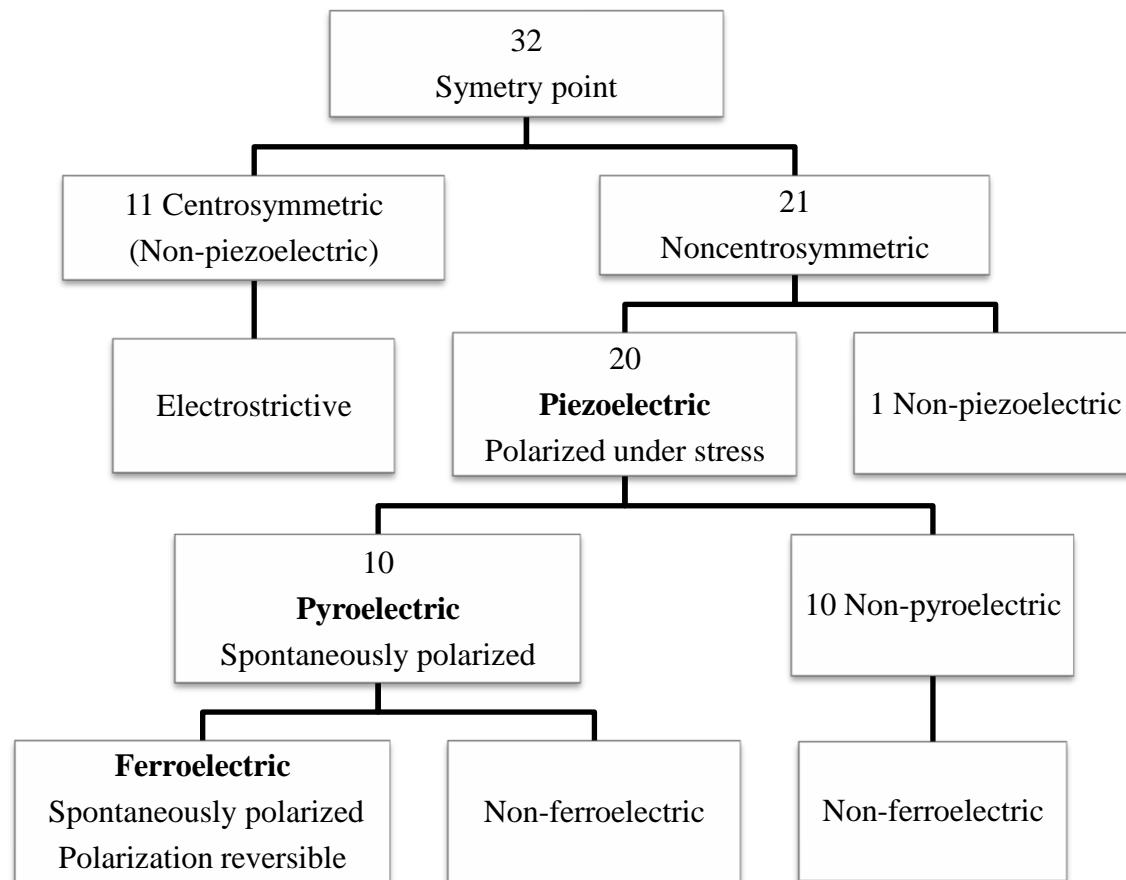 32
Symetry point
11 Centrosymmetric
(Non-piezoelectric)
21
Noncentrosymmetric
Electrostrictive
20
Piezoelectric
Polarized under stress
1 Non-piezoelectric
10
Pyroelectric
Spontaneously polarized
10 Non-pyroelectric
Ferroelectric
Spontaneously polarized
Polarization reversible
Non-ferroelectric
Non-ferroelectric